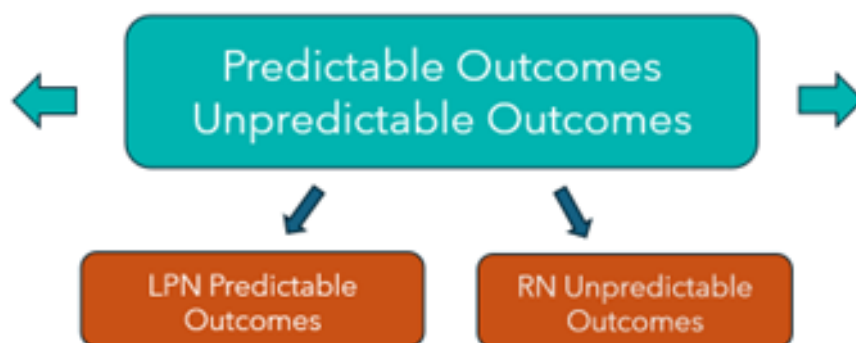 Predictable Outcomes
Unpredictable Outcomes
LPN Predictable
Outcomes
RN Unpredictable
Outcomes